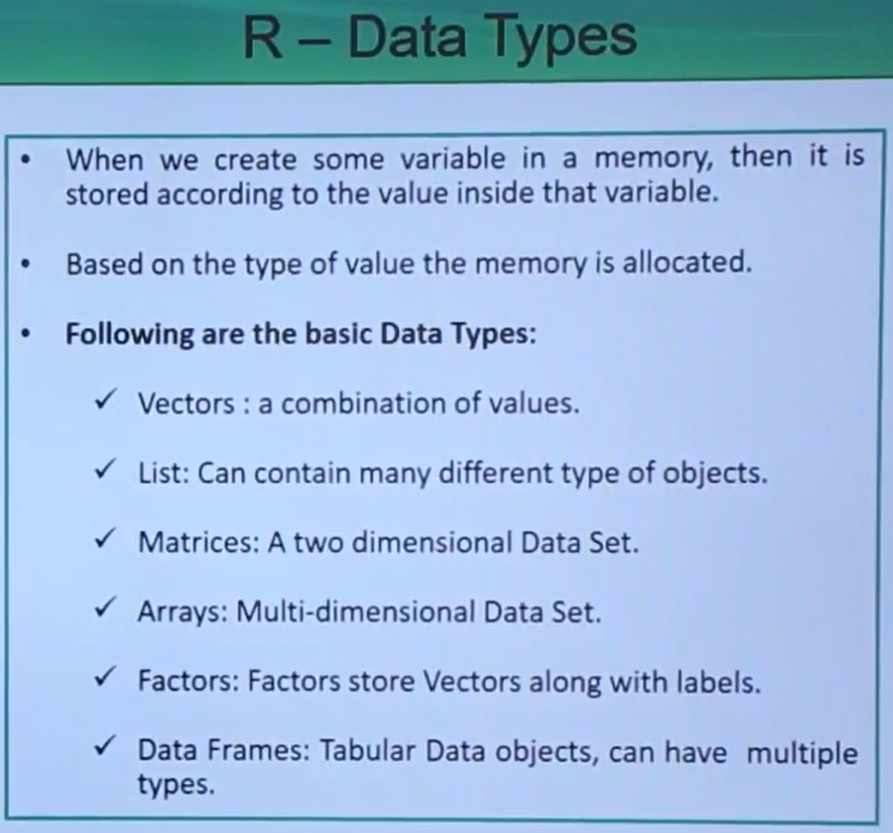 R – Data Types
• When we create some variable in a memory, then it is
stored according to the value inside that variable.
• Based on the type of value the memory is allocated.
• Following are the basic Data Types:
✓ Vectors : a combination of values.
✓ List: Can contain many different type of objects.
✓ Matrices: A two dimensional Data Set.
✓ Arrays: Multi-dimensional Data Set.
✓ Factors: Factors store Vectors along with labels.
✓ Data Frames: Tabular Data objects, can have multiple
types.